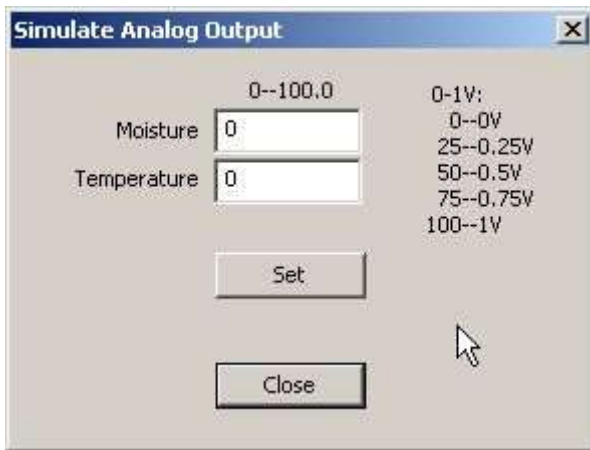 Simulate Analog Output
0--100.0
Moisture 0
Temperature 0
0-1V:
0--0V
25--0.25V
50--0.5V
75--0.75V
100--1V
Set
Close